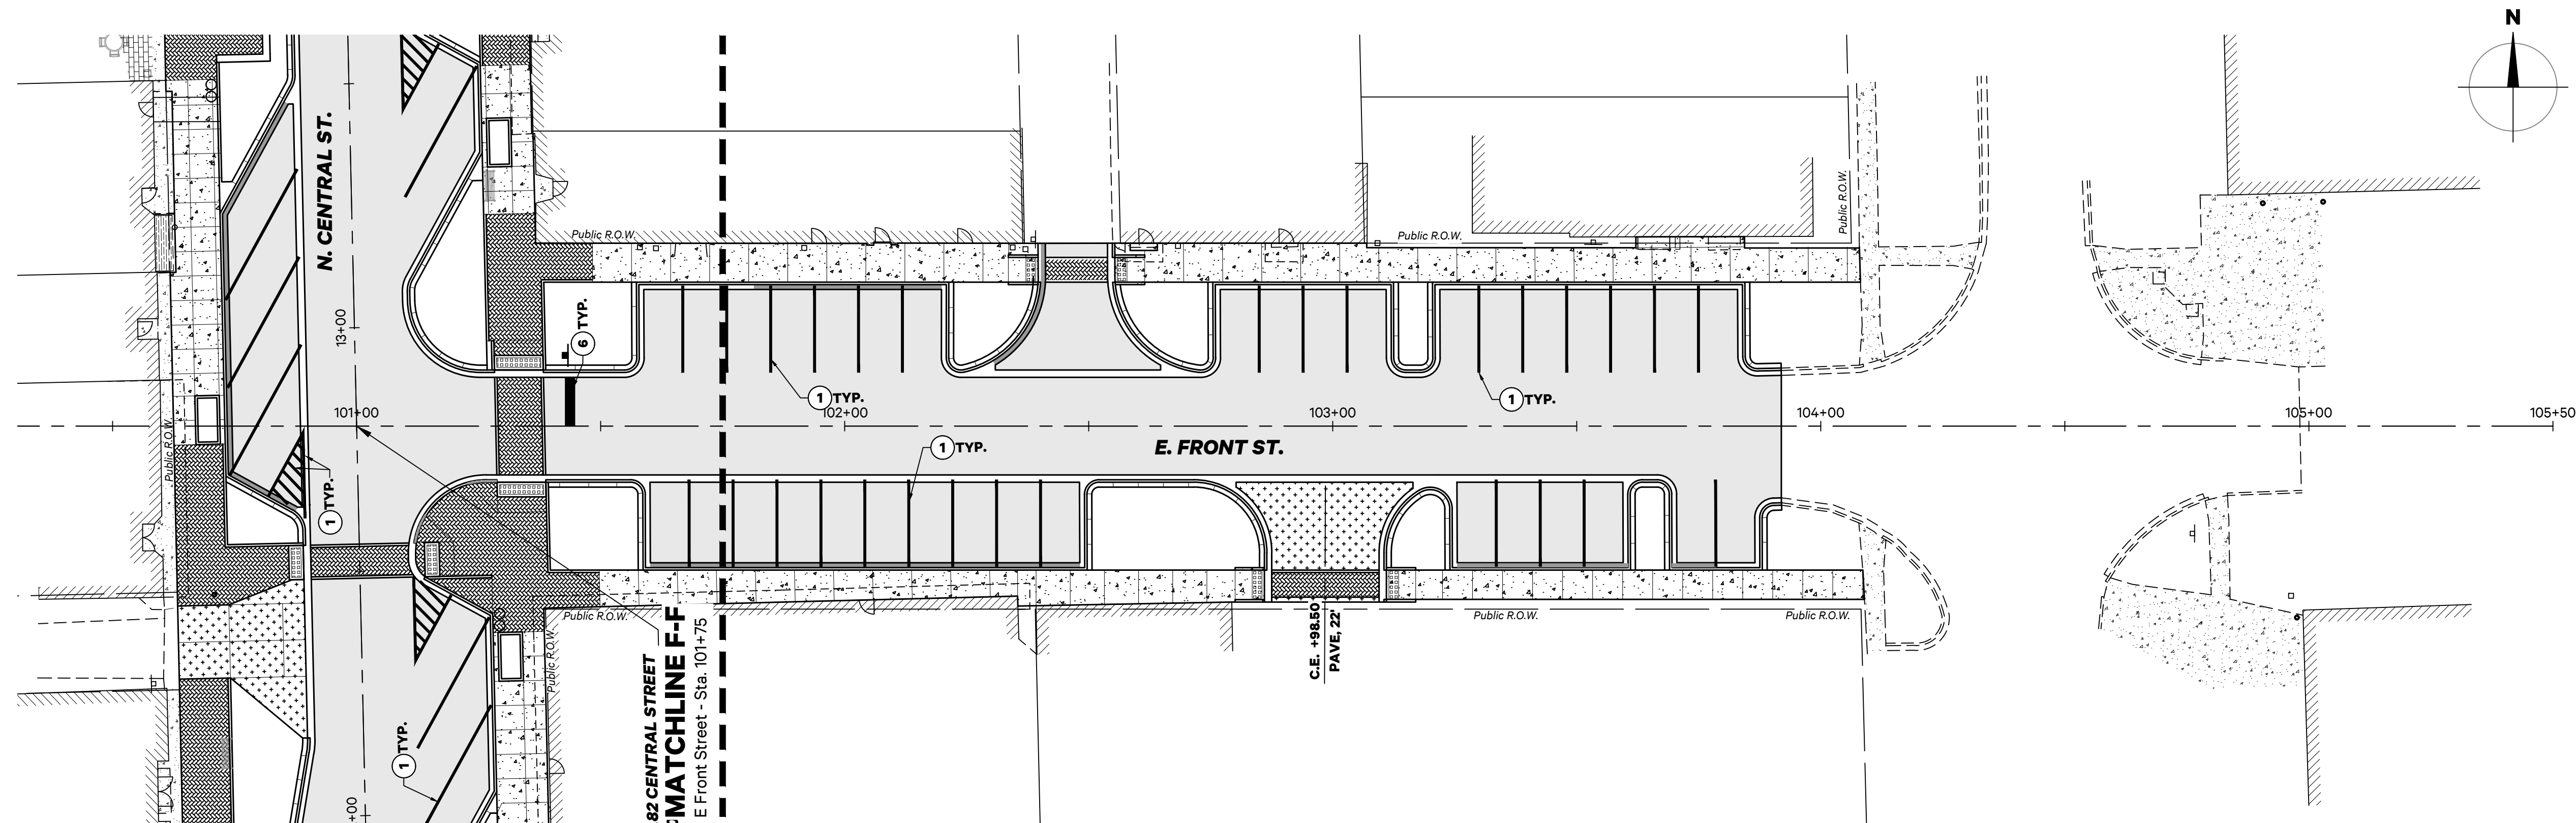 N
N. CENTRAL ST.
Public R.O.W.
Public R.O.W.
Public R.O.W.
13+00
6 TYP.
1 TYP.
1 TYP.
101+00
102+00
103+00
104+00
105+00
105+50
Public R.O.W.
1 TYP.
E. FRONT ST.
1 TYP.
Public R.O.W.
Public R.O.W.
Public R.O.W.
Public R.O.W.
C.E. +98.50
PAVE, 22'
82 CENTRAL STREET
MATCHLINE F-F
E Front Street - Sta. 101+75
1 TYP.
+00